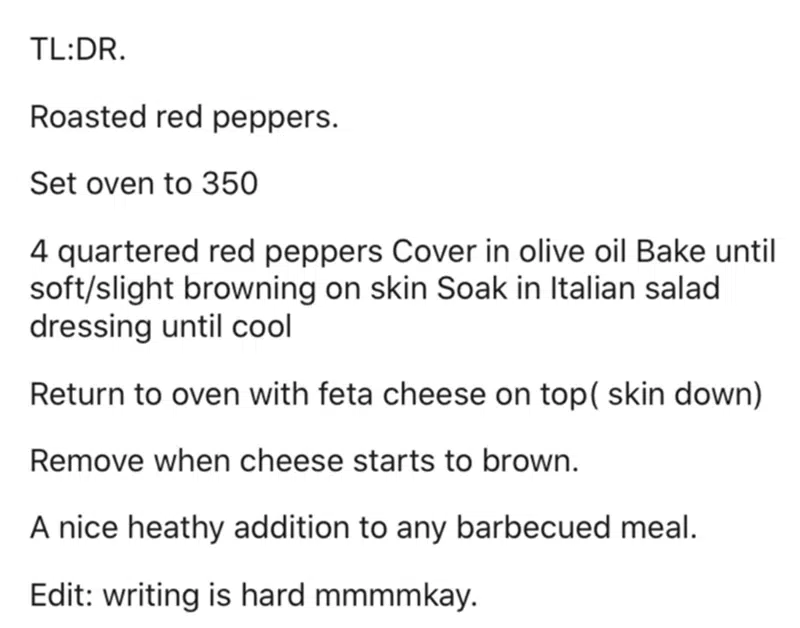 TL:DR.
Roasted red peppers.
Set oven to 350
4 quartered red peppers Cover in olive oil Bake until
soft/slight browning on skin Soak in Italian salad
dressing until cool
Return to oven with feta cheese on top( skin down)
Remove when cheese starts to brown.
A nice heathy addition to any barbecued meal.
Edit: writing is hard mmmmkay.